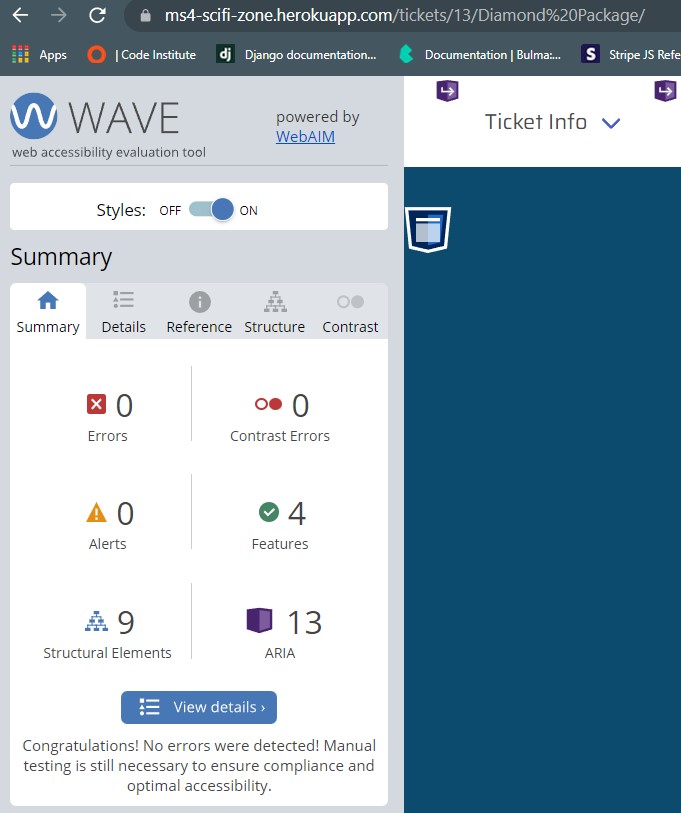 ms4-scifi-zone.herokuapp.com/tickets/13/Diamond%20Package/
Apps
| Code Institute
dj
Django documentation...
Documentation | Bulma:...
S
Stripe JS Refe
WAVE
web accessibility evaluation tool
powered by
WebAIM
Ticket Info
Styles: OFF ON
Summary
Summary Details Reference Structure Contrast
0
Errors
0
Contrast Errors
0
Alerts
4
Features
9
Structural Elements
13
ARIA
View details ›
Congratulations! No errors were detected! Manual
testing is still necessary to ensure compliance and
optimal accessibility.